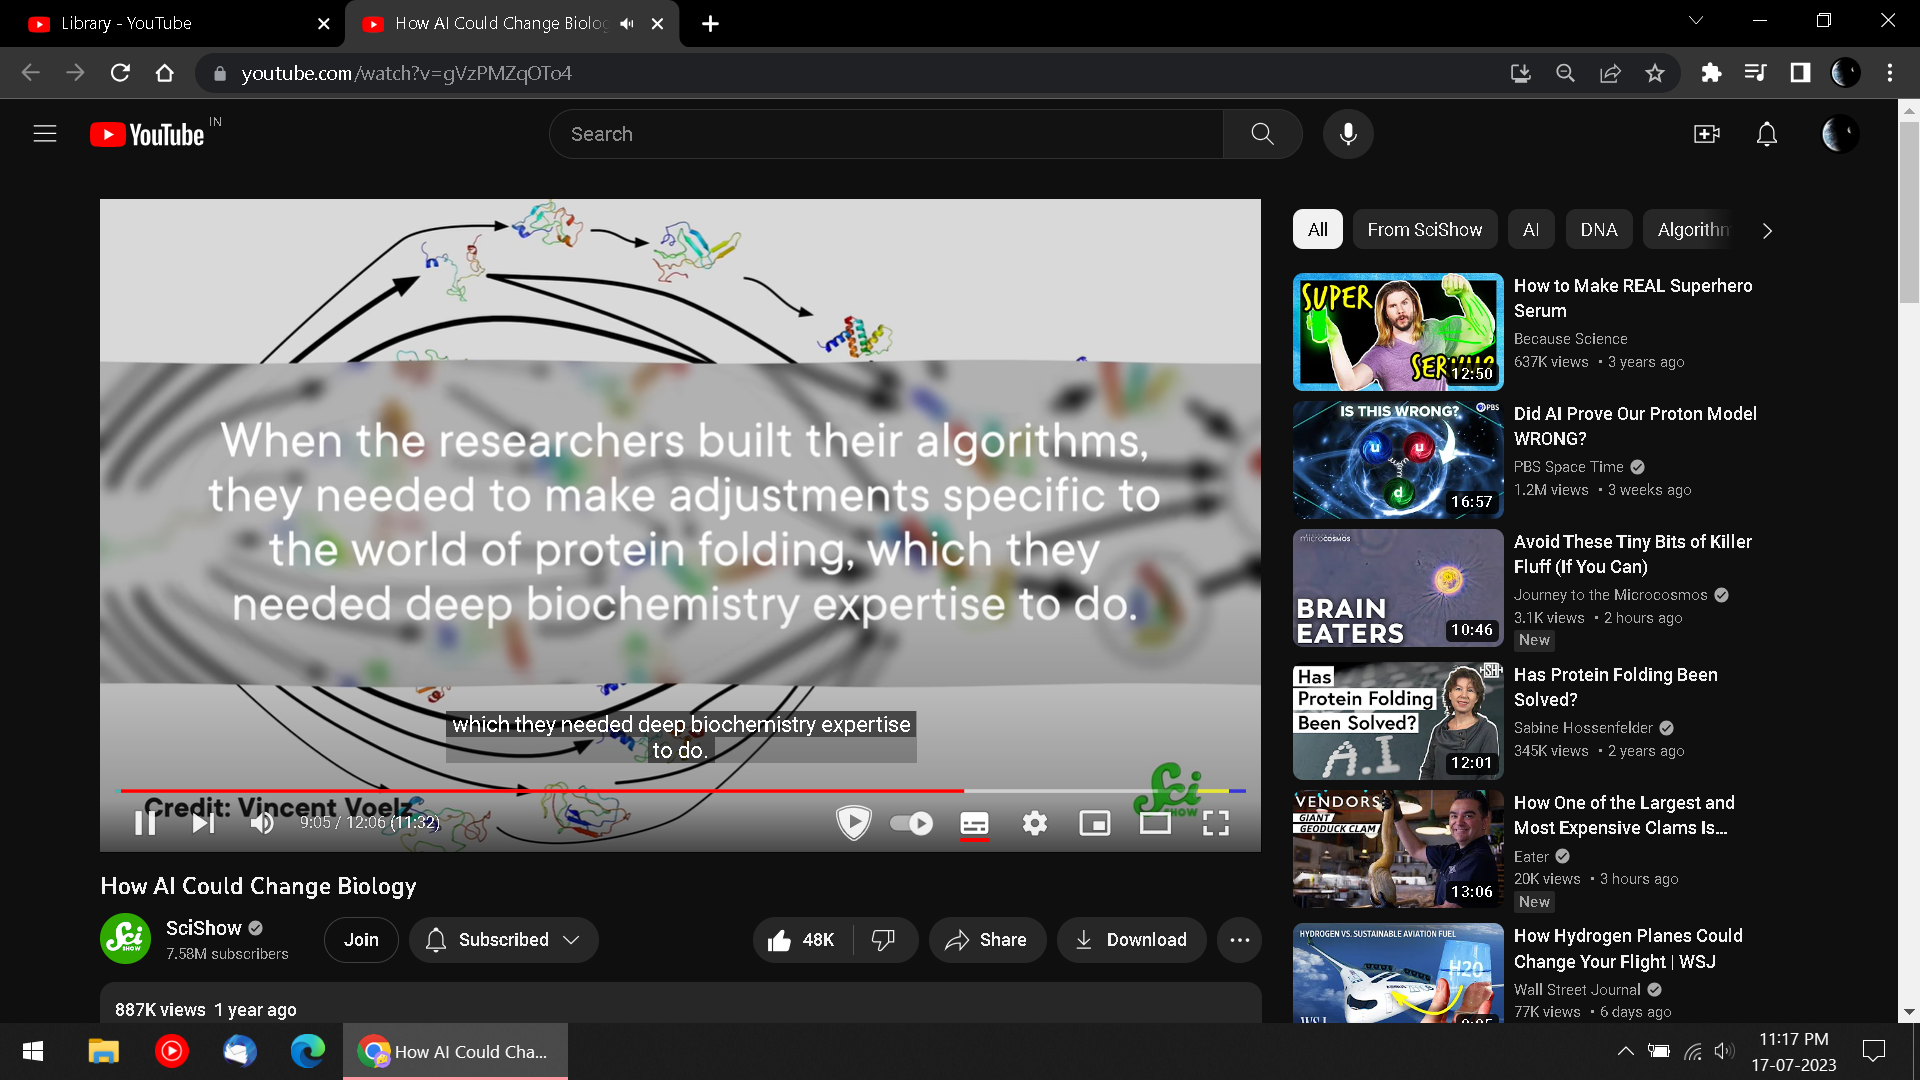 Library - YouTube
How AI Could Change Biolog
youtube.com/watch?v=gVzPMZqOTo4
YouTube IN
Search
When the researchers built their algorithms,
they needed to make adjustments specific to
the world of protein folding, which they
needed deep biochemistry expertise to do.
which they needed deep biochemistry expertise
to do.
Credit: Vincent Voelz
Sci
SHOW
9:05 / 12:06 (11:32)
How AI Could Change Biology
Sci
SHOW
SciShow
7.58M subscribers
Join
Subscribed
48K
Share
Download
887K views 1 year ago
All
From SciShow
AI
DNA
Algorithm
SUPER
SERUM?
12:50
How to Make REAL Superhero
Serum
Because Science
637K views • 3 years ago
IS THIS WRONG?
PBS
u
u
d
16:57
Did AI Prove Our Proton Model
WRONG?
PBS Space Time
1.2M views • 3 weeks ago
microcosmos
BRAIN
EATERS
10:46
Avoid These Tiny Bits of Killer
Fluff (If You Can)
Journey to the Microcosmos
3.1K views • 2 hours ago
New
Has
Protein Folding
Been Solved?
A.I
SH
12:01
Has Protein Folding Been
Solved?
Sabine Hossenfelder
345K views • 2 years ago
VENDORS
GIANT
GEODUCK CLAM
13:06
How One of the Largest and
Most Expensive Clams Is...
Eater
20K views • 3 hours ago
New
HYDROGEN VS. SUSTAINABLE AVIATION FUEL
H20
WSJ
How Hydrogen Planes Could
Change Your Flight | WSJ
Wall Street Journal
77K views • 6 days ago
How AI Could Cha...
11:17 PM
17-07-2023